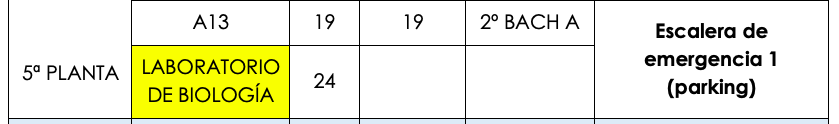 A13 19 19 2º BACH A
5ª PLANTA
LABORATORIO
DE BIOLOGÍA
24
Escalera de
emergencia 1
(parking)